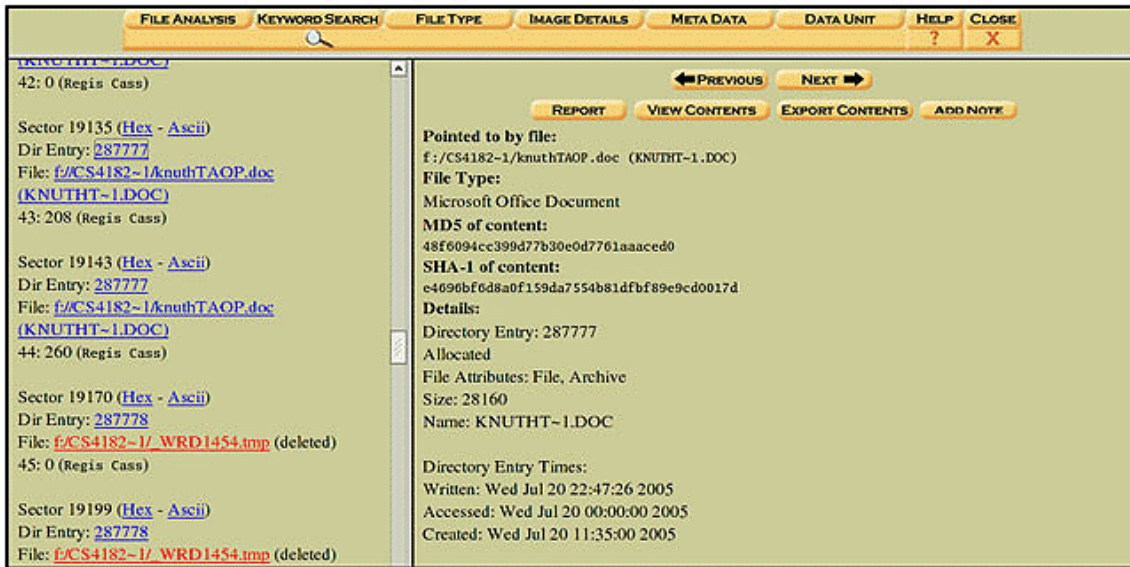 FILE ANALYSIS KEYWORD SEARCH FILE TYPE IMAGE DETAILS META DATA DATA UNIT HELP CLOSE
? X
(KNUTHT~1.DOC)
42: 0 (Regis Cass)
Sector 19135 (Hex - Ascii)
Dir Entry: 287777
File: f://CS4182~1/knuthTAOP.doc
(KNUTHT~1.DOC)
43: 208 (Regis Cass)
Sector 19143 (Hex - Ascii)
Dir Entry: 287777
File: f://CS4182~1/knuthTAOP.doc
(KNUTHT~1.DOC)
44: 260 (Regis Cass)
Sector 19170 (Hex - Ascii)
Dir Entry: 287778
File: f:/CS4182~1/_WRD1454.tmp (deleted)
45: 0 (Regis Cass)
Sector 19199 (Hex - Ascii)
Dir Entry: 287778
File: f:/CS4182~1/_WRD1454.tmp (deleted)
PREVIOUS NEXT
REPORT VIEW CONTENTS EXPORT CONTENTS ADD NOTE
Pointed to by file:
f:/CS4182~1/knuthTAOP.doc (KNUTHT~1.DOC)
File Type:
Microsoft Office Document
MD5 of content:
48f6094cc399d77b30e0d7761aaaced0
SHA-1 of content:
e4696bf6d8a0f159da7554b81dfbf89e9cd0017d
Details:
Directory Entry: 287777
Allocated
File Attributes: File, Archive
Size: 28160
Name: KNUTHT~1.DOC
Directory Entry Times:
Written: Wed Jul 20 22:47:26 2005
Accessed: Wed Jul 20 00:00:00 2005
Created: Wed Jul 20 11:35:00 2005